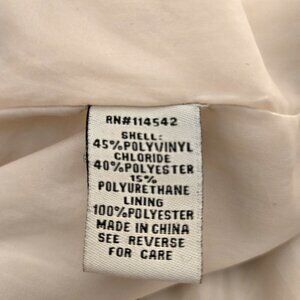 RN#114542
SHELL:
45%POLYVINYL
CHLORIDE
40%POLYESTER
15%
POLYURETHANE
LINING
100%POLYESTER
MADE IN CHINA
SEE REVERSE
FOR CARE